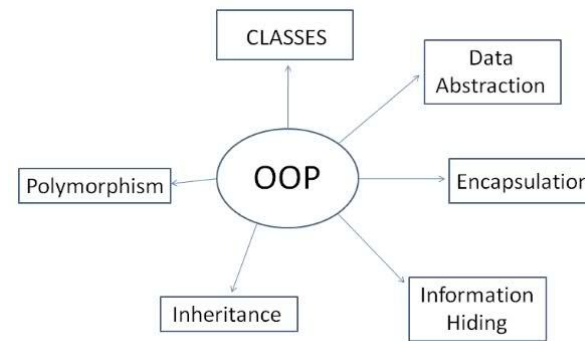 CLASSES
Data
Abstraction
OOP
Polymorphism
Encapsulation
Inheritance
Information
Hiding